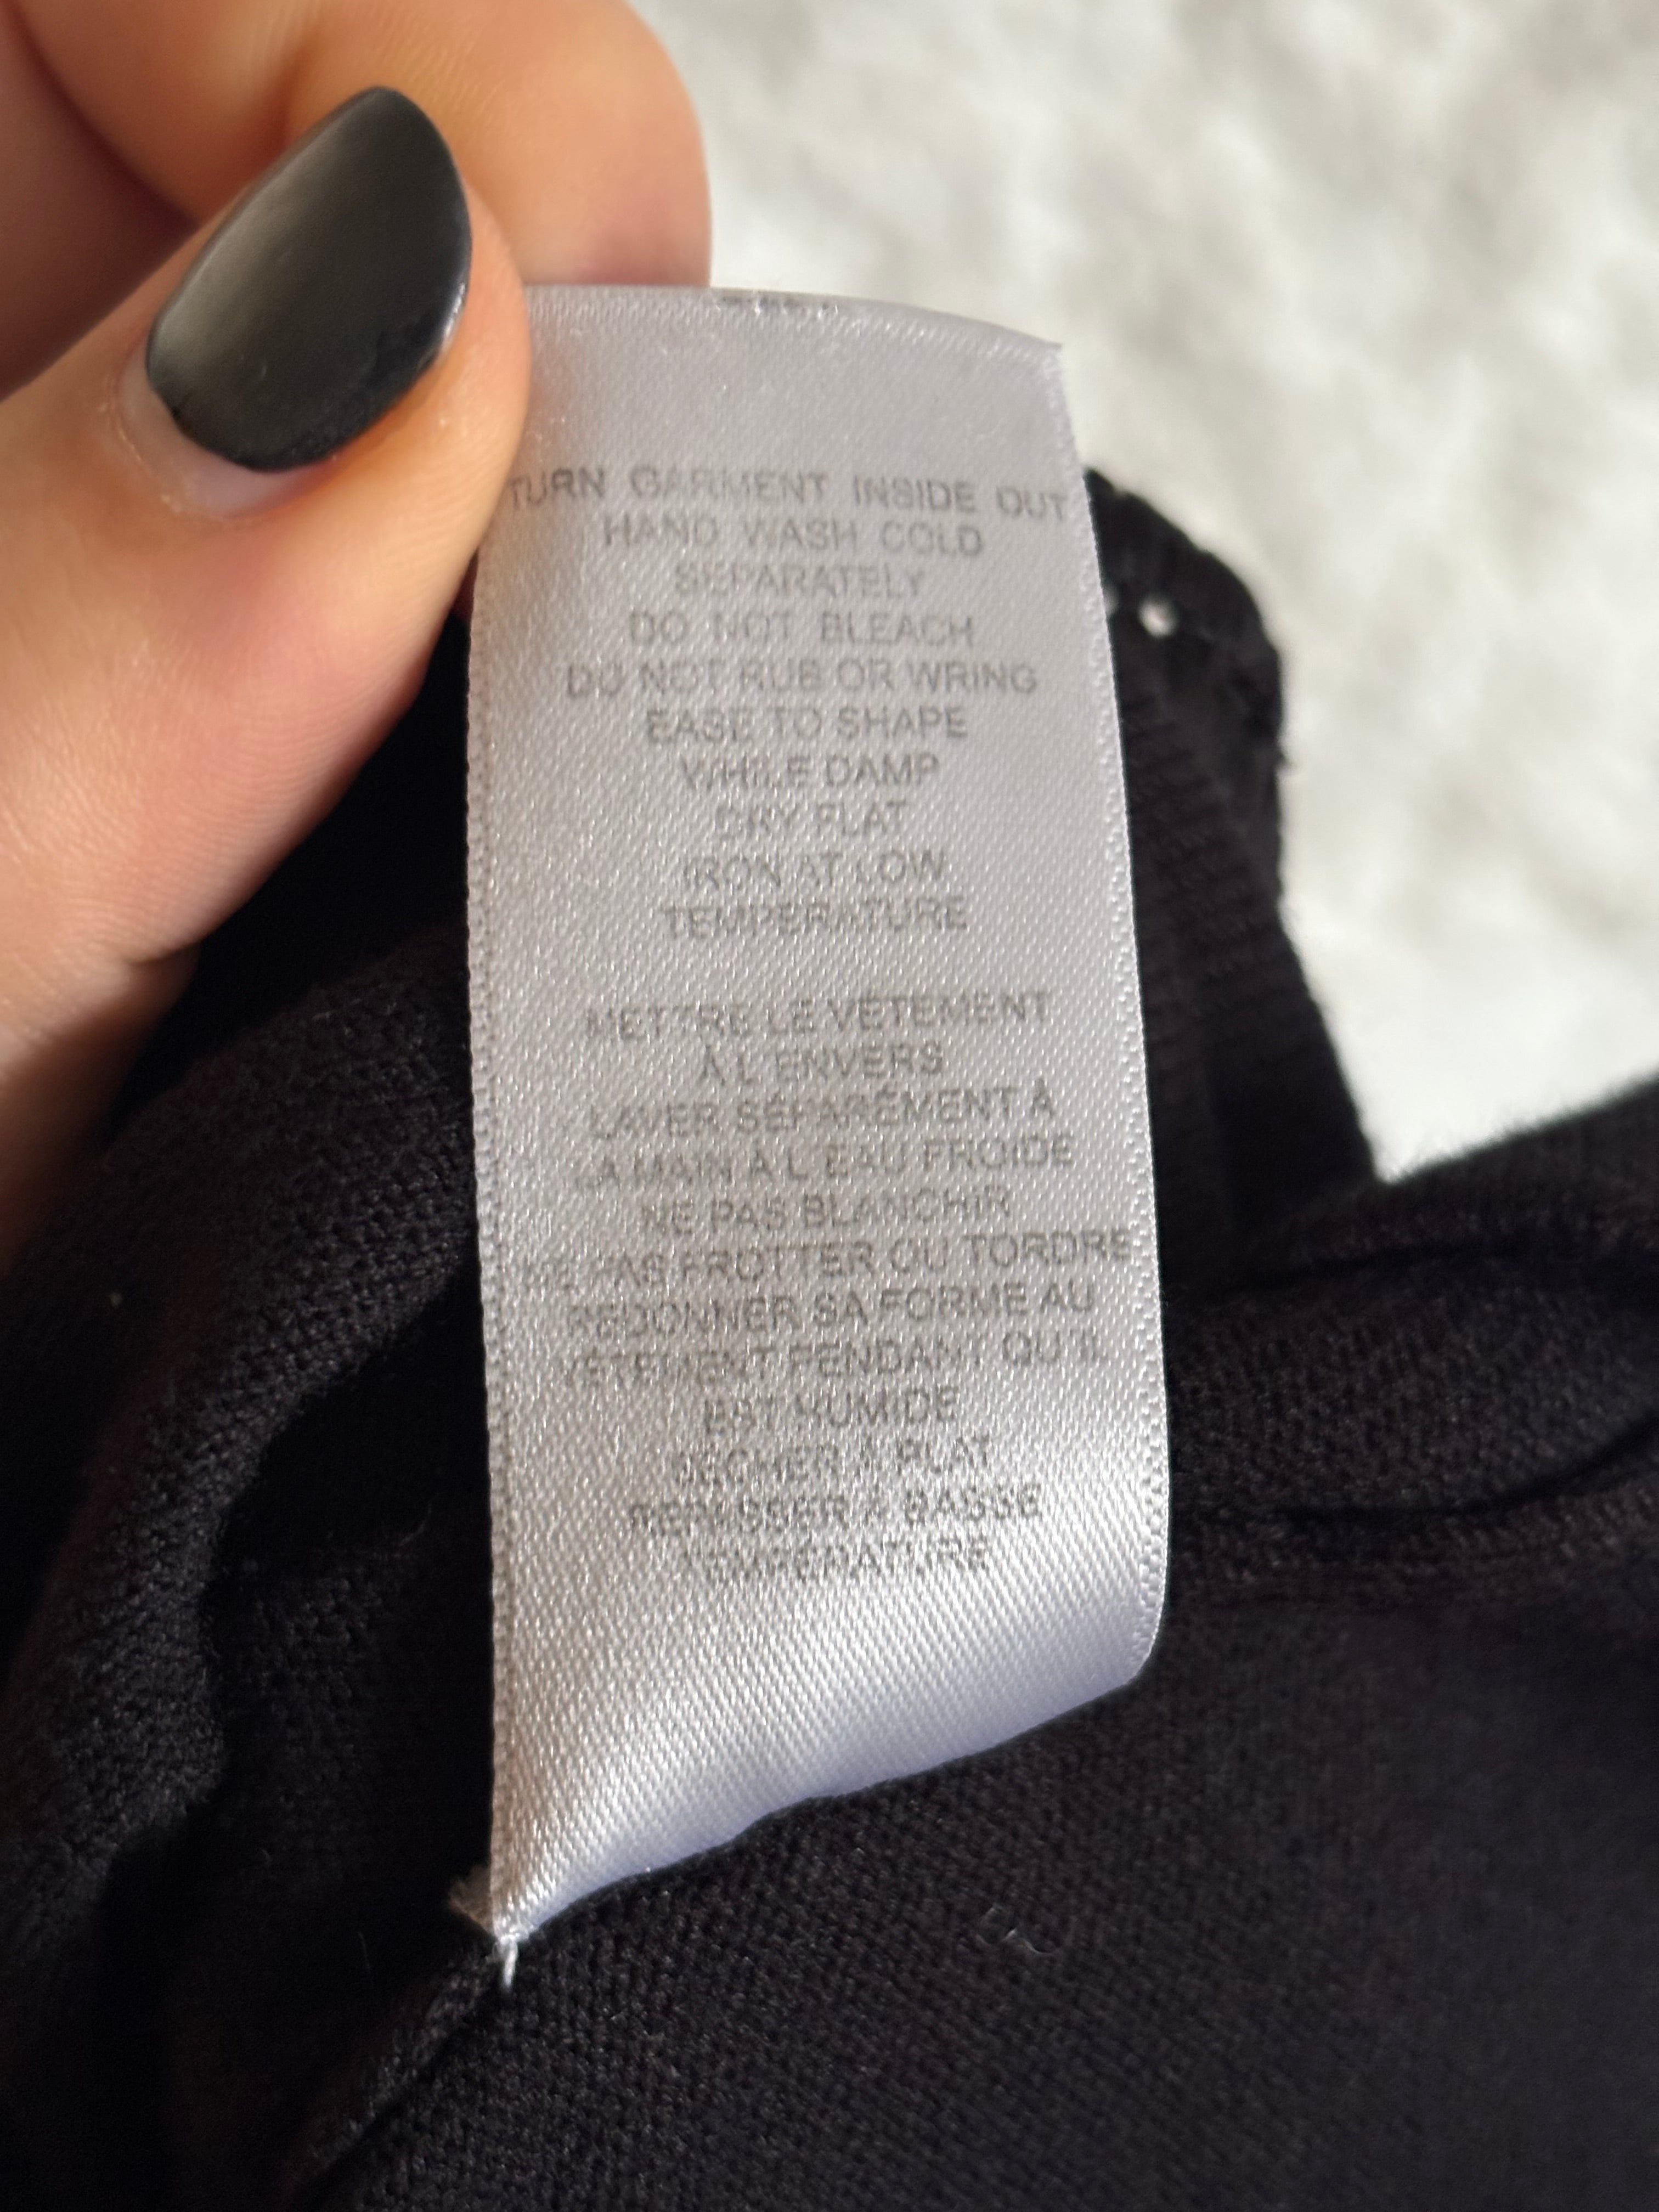 TURN GARMENT INSIDE OUT
HAND WASH COLD
SEPARATELY
DO NOT BLEACH
DO NOT RUB OR WRING
EASE TO SHAPE
WHILE DAMP
DRY FLAT
IRON AT LOW
TEMPERATURE
METTRE LE VETEMENT
À L'ENVERS
LAVER SÉPARÉMENT À
LA MAIN À L'EAU FROIDE
NE PAS BLANCHIR
NE PAS FROTTER OU TORDRE
REDONNER SA FORME AU
VETEMENT PENDANT QU'IL
EST HUMIDE
SECHER À PLAT
REPASSER À BASSE
TEMPERATURE